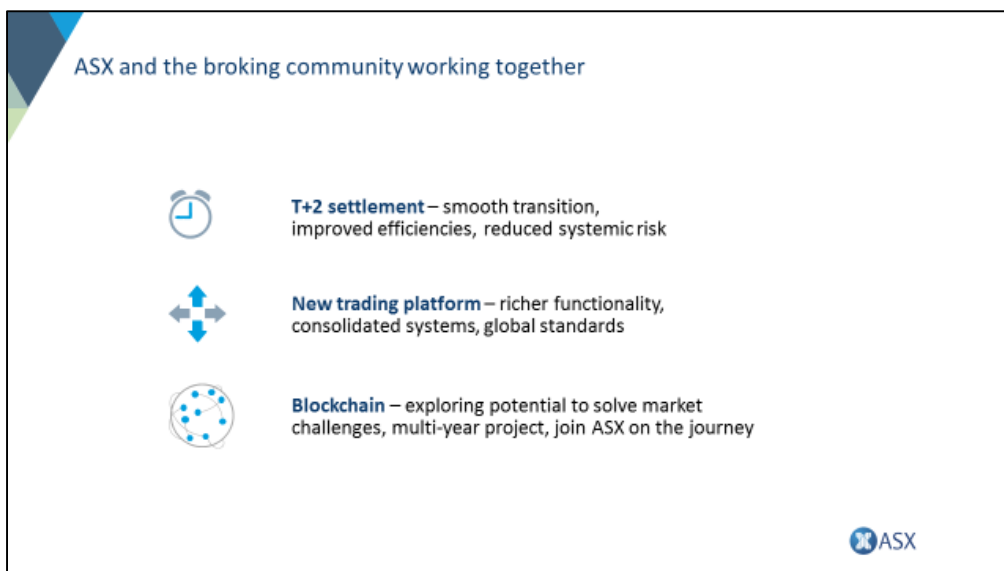 ASX and the broking community working together
T+2 settlement – smooth transition,
improved efficiencies, reduced systemic risk
New trading platform – richer functionality,
consolidated systems, global standards
Blockchain – exploring potential to solve market
challenges, multi-year project, join ASX on the journey
ASX